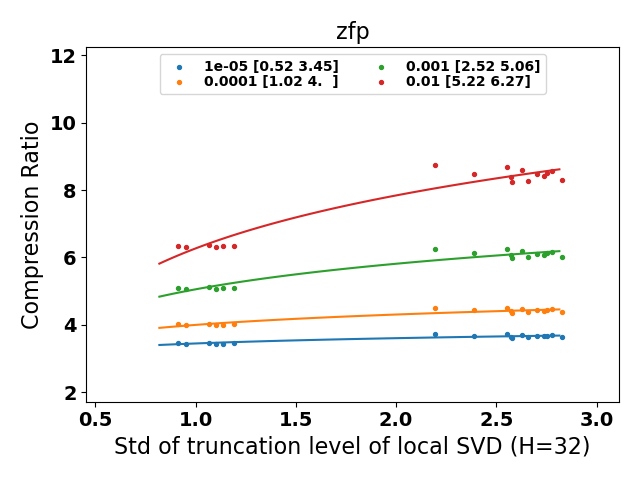 zfp
1e-05 [0.52 3.45]
0.0001 [1.02 4.  ]
0.001 [2.52 5.06]
0.01 [5.22 6.27]
Compression Ratio
12
10
8
6
4
2
0.5 1.0 1.5 2.0 2.5 3.0
Std of truncation level of local SVD (H=32)